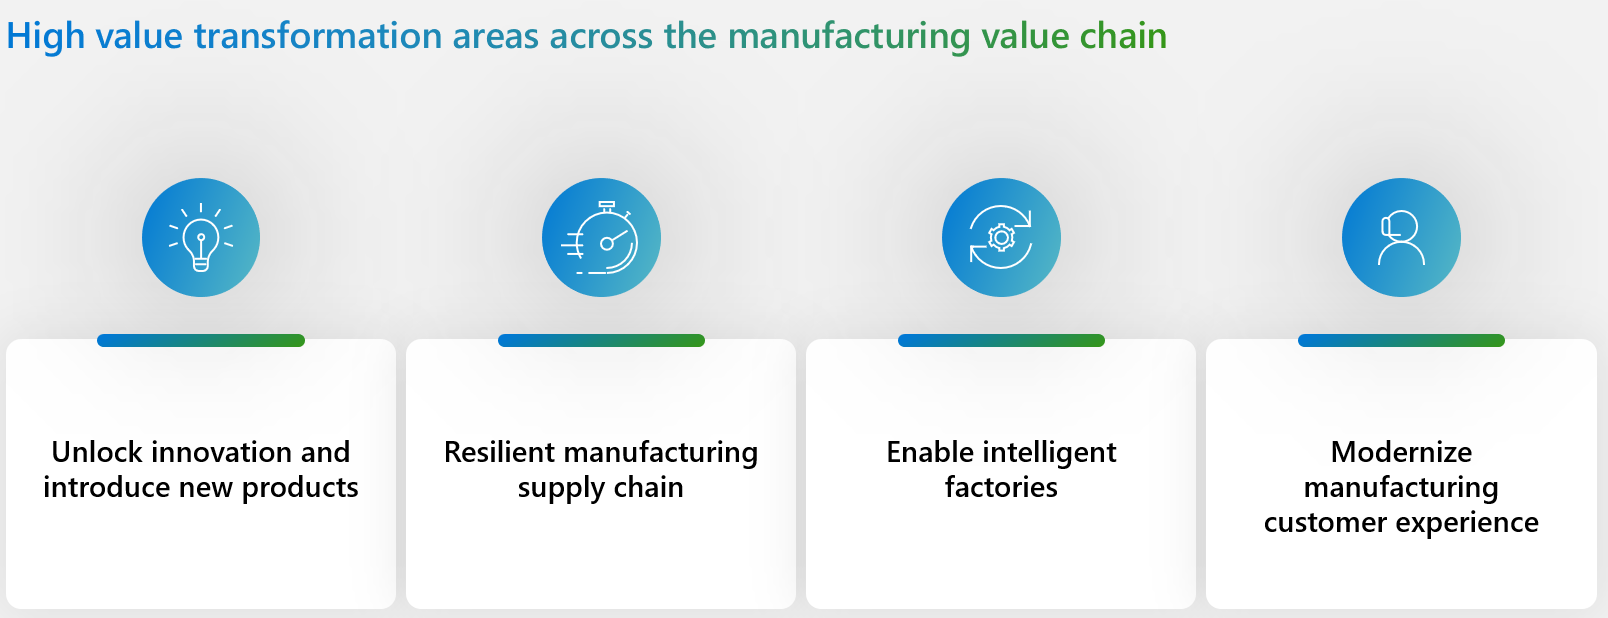 High value transformation areas across the manufacturing value chain
Unlock innovation and
introduce new products
Resilient manufacturing
supply chain
Enable intelligent
factories
Modernize
manufacturing
customer experience